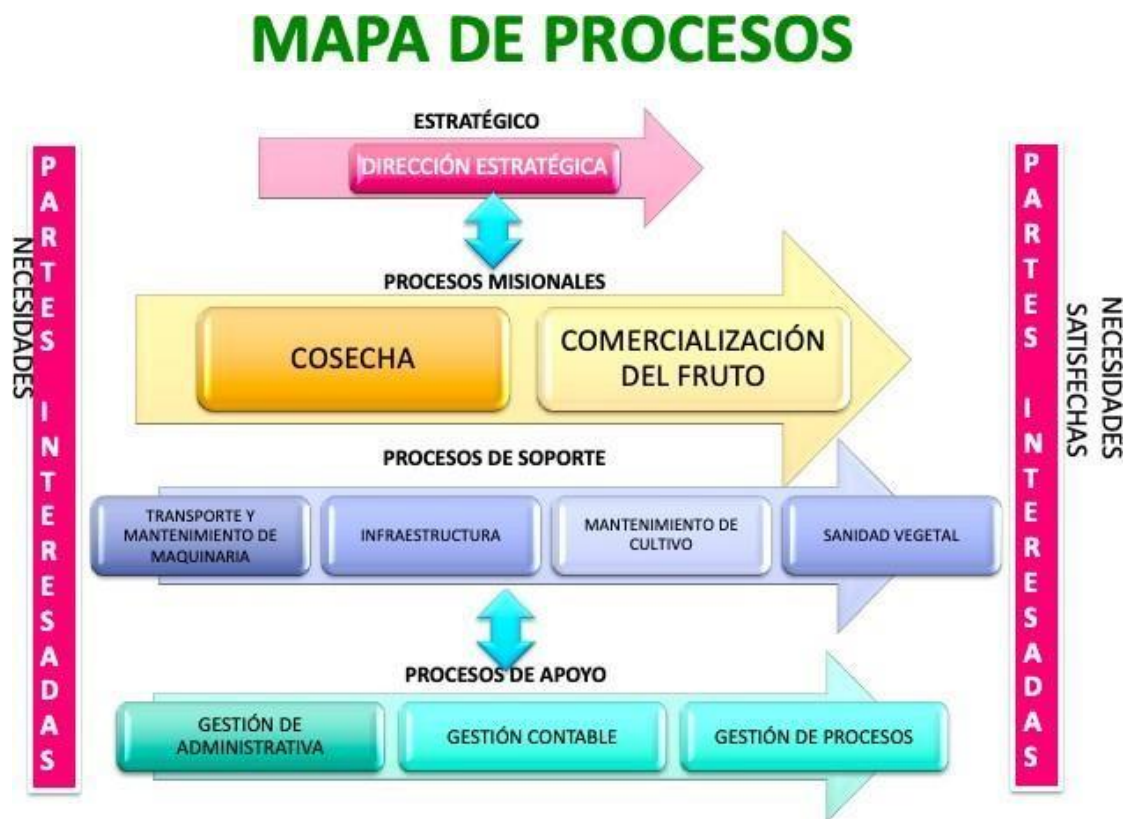 MAPA DE PROCESOS
ESTRATÉGICO
DIRECCIÓN ESTRATÉGICA
PROCESOS MISIONALES
COSECHA
COMERCIALIZACIÓN
DEL FRUTO
PROCESOS DE SOPORTE
TRANSPORTE Y
MANTENIMIENTO DE
MAQUINARIA
INFRAESTRUCTURA
MANTENIMIENTO DE
CULTIVO
SANIDAD VEGETAL
PROCESOS DE APOYO
GESTIÓN DE
ADMINISTRATIVA
GESTIÓN CONTABLE
GESTIÓN DE PROCESOS
NECESIDADES
PARTES INTERESADAS
PARTES INTERESADAS
NECESIDADES
SATISFECHAS